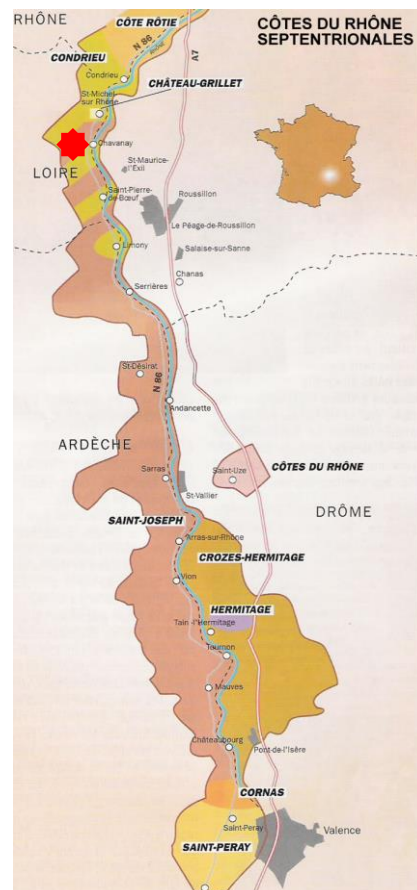 RHÔNE
CÔTE RÔTIE
CÔTES DU RHÔNE
SEPTENTRIONALES
N 86
A7
CONDRIEU
Condrieu
CHÂTEAU-GRILLET
St-Michel
sur Rhône
Chavanay
St-Maurice-
l'Exil
LOIRE
Saint-Pierre-
de-Bœuf
Roussillon
Le Péage-de-Roussillon
Limony
Salaise-sur-Sanne
Chanas
Serrières
St-Désirat
N 86
Andancette
ARDÈCHE
CÔTES DU RHÔNE
Sarras
Saint-Uze
St-Vallier
DRÔME
SAINT-JOSEPH
Arras-sur-Rhône
CROZES-HERMITAGE
Vion
HERMITAGE
Tain-l'Hermitage
Tournon
Mauves
Châteaubourg
Pont-de-l'Isère
CORNAS
Saint-Peray
Valence
SAINT-PERAY